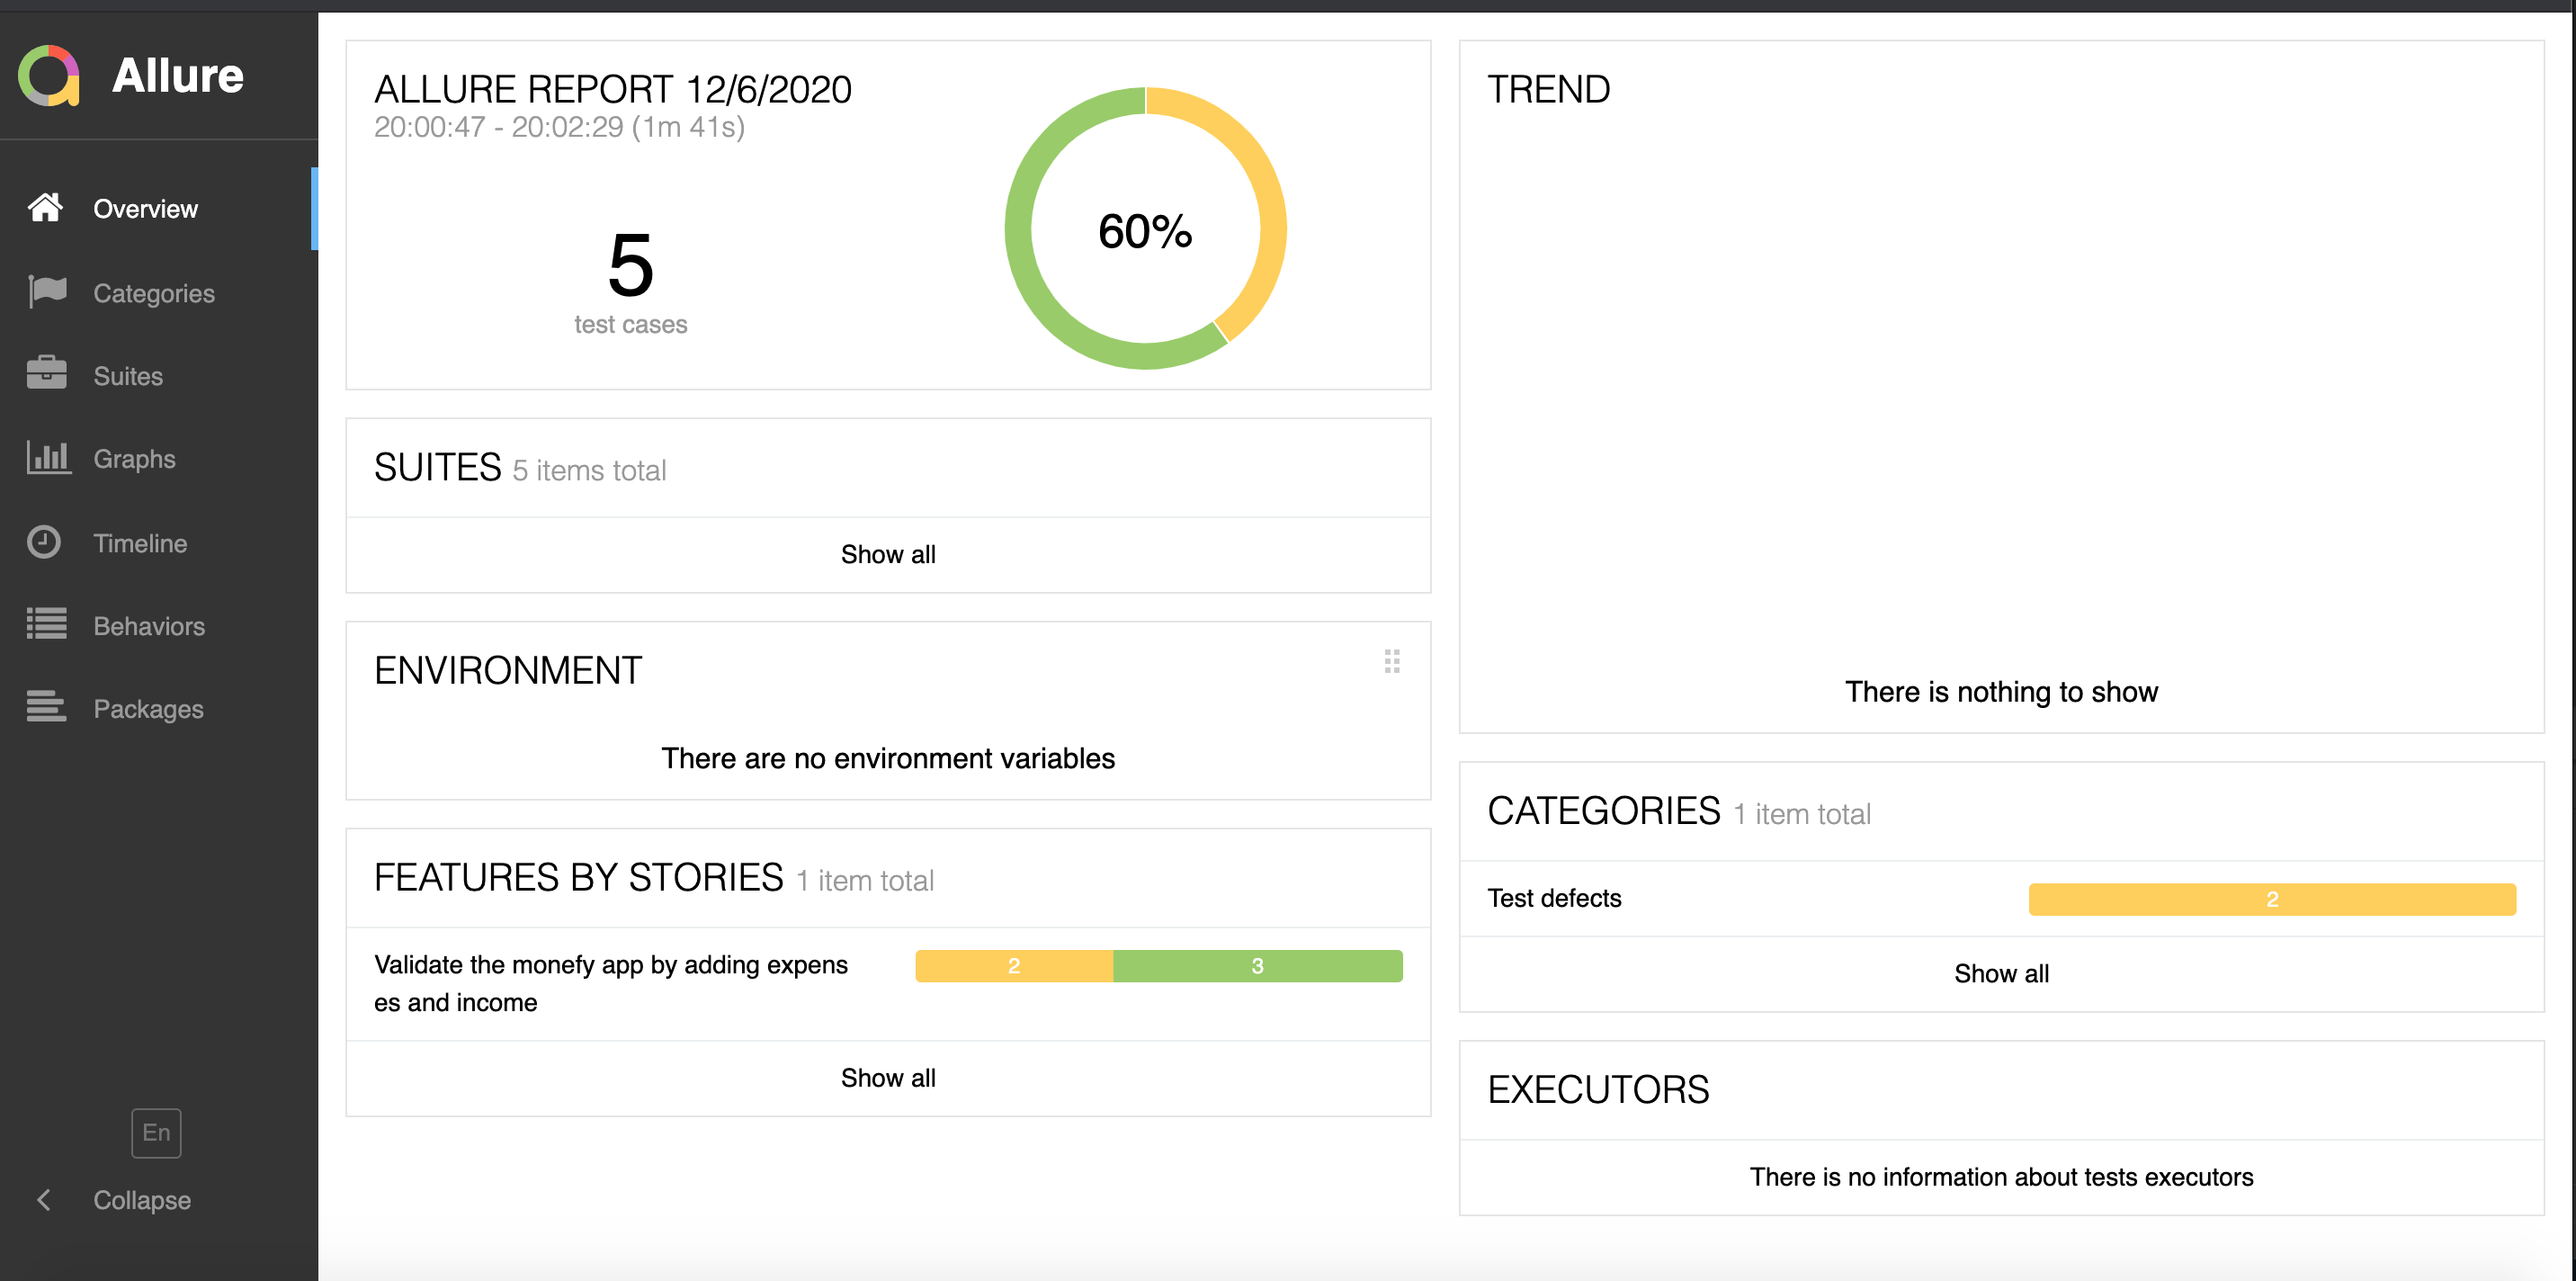 Allure
Overview
Categories
Suites
Graphs
Timeline
Behaviors
Packages
En
Collapse
ALLURE REPORT 12/6/2020
20:00:47 - 20:02:29 (1m 41s)
5
test cases
60%
SUITES 5 items total
Show all
ENVIRONMENT
There are no environment variables
FEATURES BY STORIES 1 item total
Validate the monefy app by adding expens
es and income
2 3
Show all
TREND
There is nothing to show
CATEGORIES 1 item total
Test defects 2
Show all
EXECUTORS
There is no information about tests executors